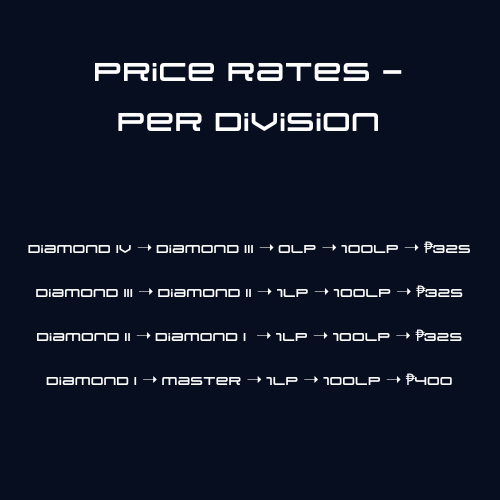 Price Rates -
Per Division
Diamond IV → Diamond III → 0LP → 100LP → ₱325
Diamond III → Diamond II → 1LP → 100LP → ₱325
Diamond II → Diamond I → 1LP → 100LP → ₱325
Diamond I → Master → 1LP → 100LP → ₱400